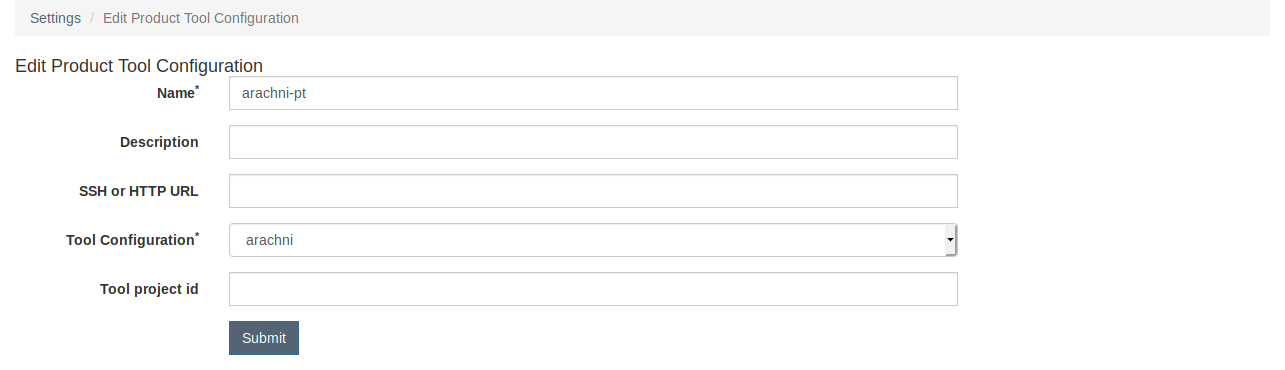 Settings / Edit Product Tool Configuration
Edit Product Tool Configuration
Name* arachni-pt
Description
SSH or HTTP URL
Tool Configuration* arachni
Tool project id
Submit